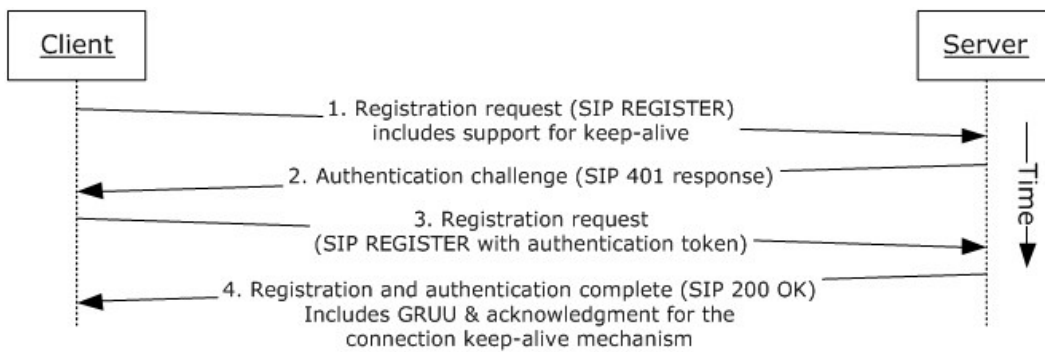 Client
Server
1. Registration request (SIP REGISTER)
includes support for keep-alive
2. Authentication challenge (SIP 401 response)
3. Registration request
(SIP REGISTER with authentication token)
4. Registration and authentication complete (SIP 200 OK)
Includes GRUU & acknowledgment for the
connection keep-alive mechanism
Time